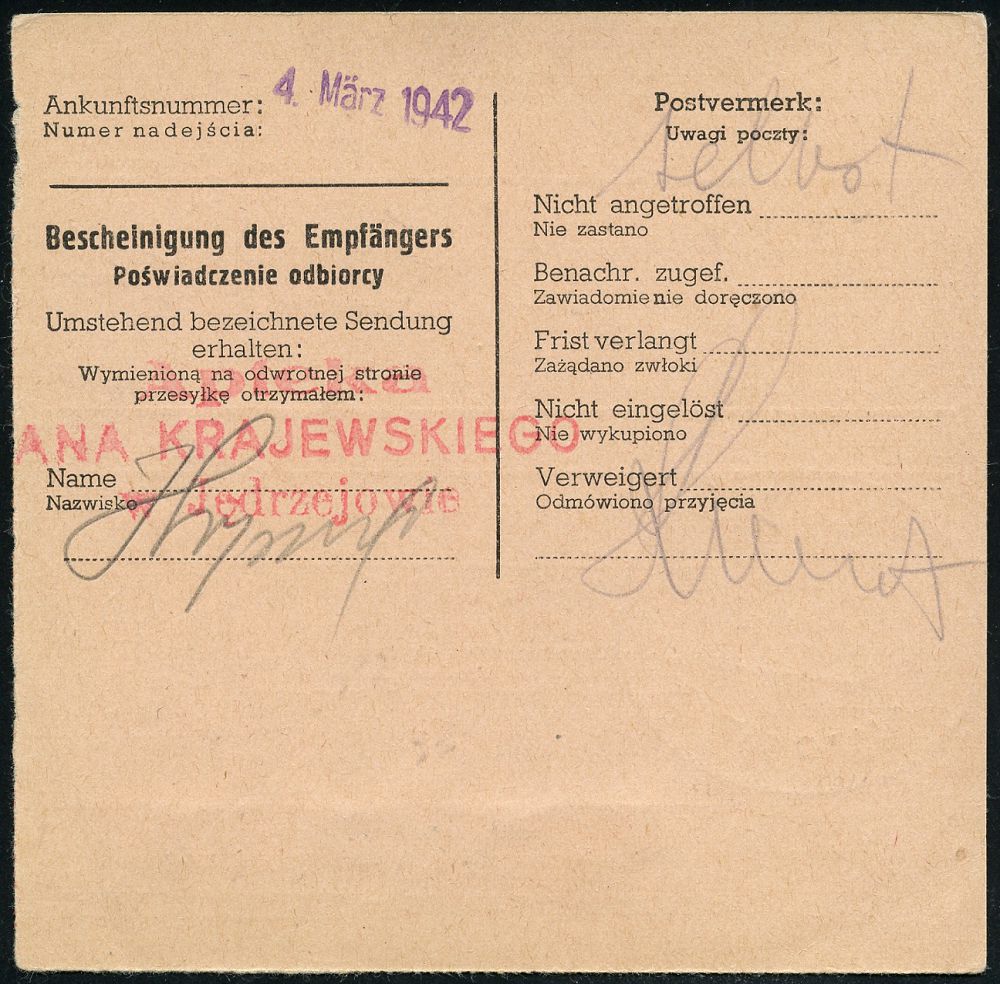 Ankunftsnummer: 4. März 1942
Numer nadejścia:
Bescheinigung des Empfängers
Poświadczenie odbiorcy
Umstehend bezeichnete Sendung
erhalten:
Wymienioną na odwrotnej stronie
przesyłkę otrzymałem:
Apteka
ANA KRAJEWSKIEGO
w Jędrzejowie
Name
Nazwisko
Postvermerk:
Uwagi poczty:
selbst
Nicht angetroffen
Nie zastano
Benachr. zugef.
Zawiadomienie doręczono
Frist verlangt
Zażądano zwłoki
Nicht eingelöst
Nie wykupiono
Verweigert
Odmówiono przyjęcia